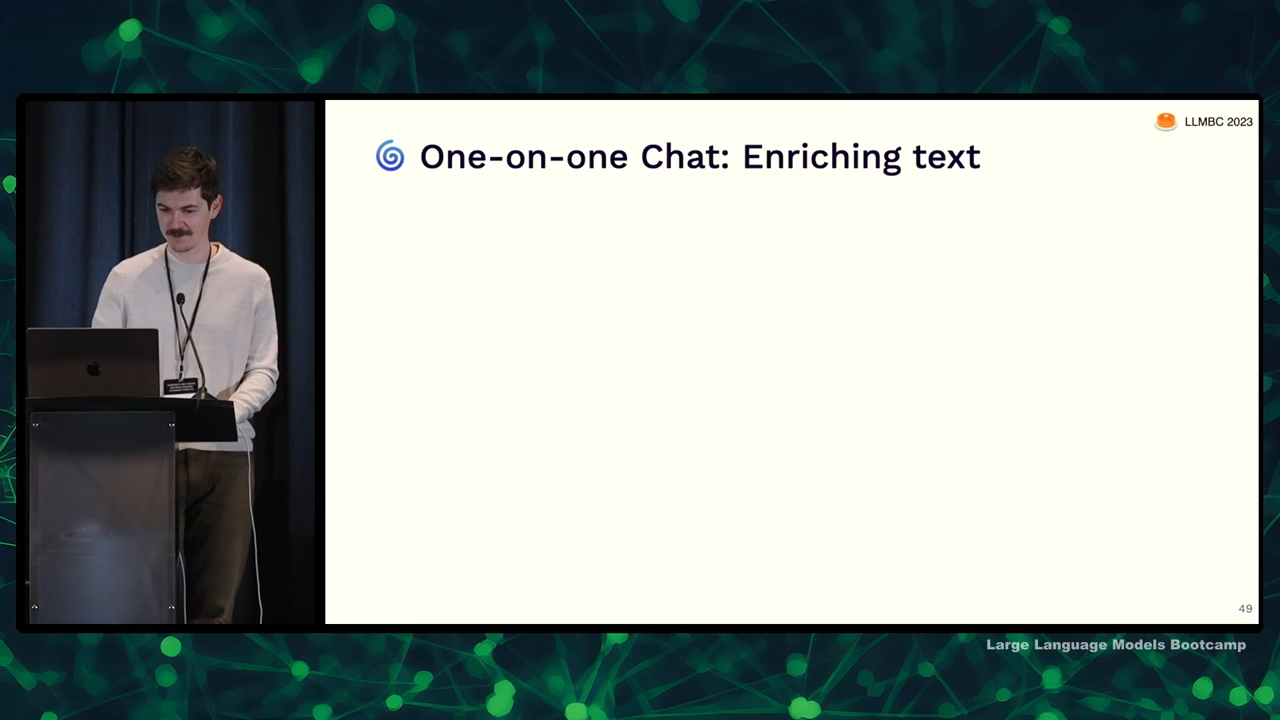 LLMBC 2023
🌀 One-on-one Chat: Enriching text
49
Large Language Models Bootcamp